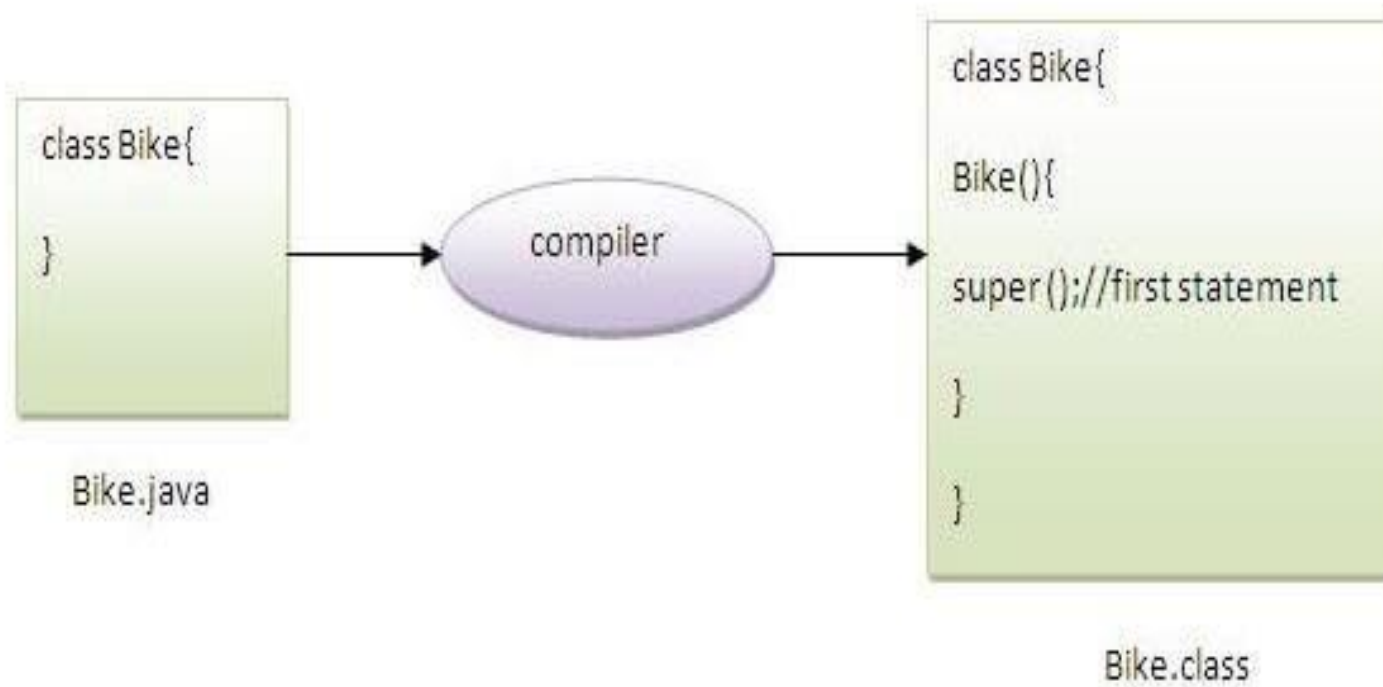 class Bike{
}
Bike.java
compiler
class Bike{
Bike(){
super();//first statement
}
}
Bike.class